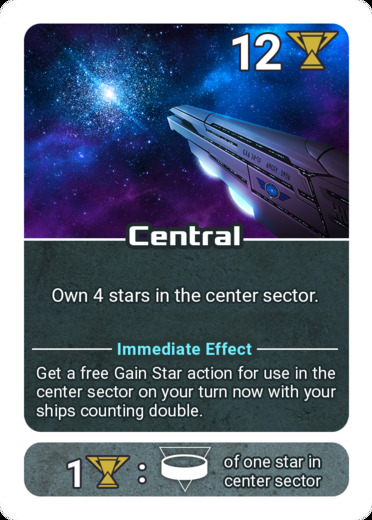 12
Central
Own 4 stars in the center sector.
Immediate Effect
Get a free Gain Star action for use in the
center sector on your turn now with your
ships counting double.
1 : of one star in
center sector